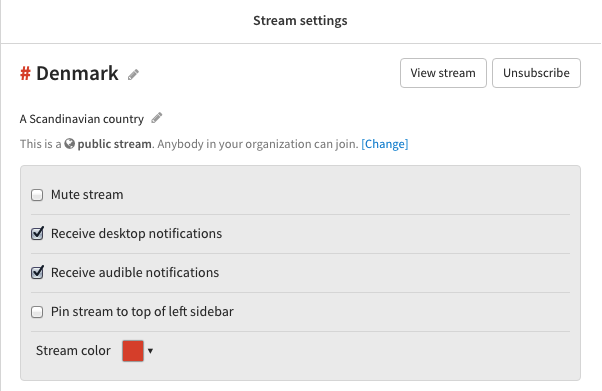 Stream settings
# Denmark
View stream
Unsubscribe
A Scandinavian country
This is a public stream. Anybody in your organization can join. [Change]
Mute stream
Receive desktop notifications
Receive audible notifications
Pin stream to top of left sidebar
Stream color